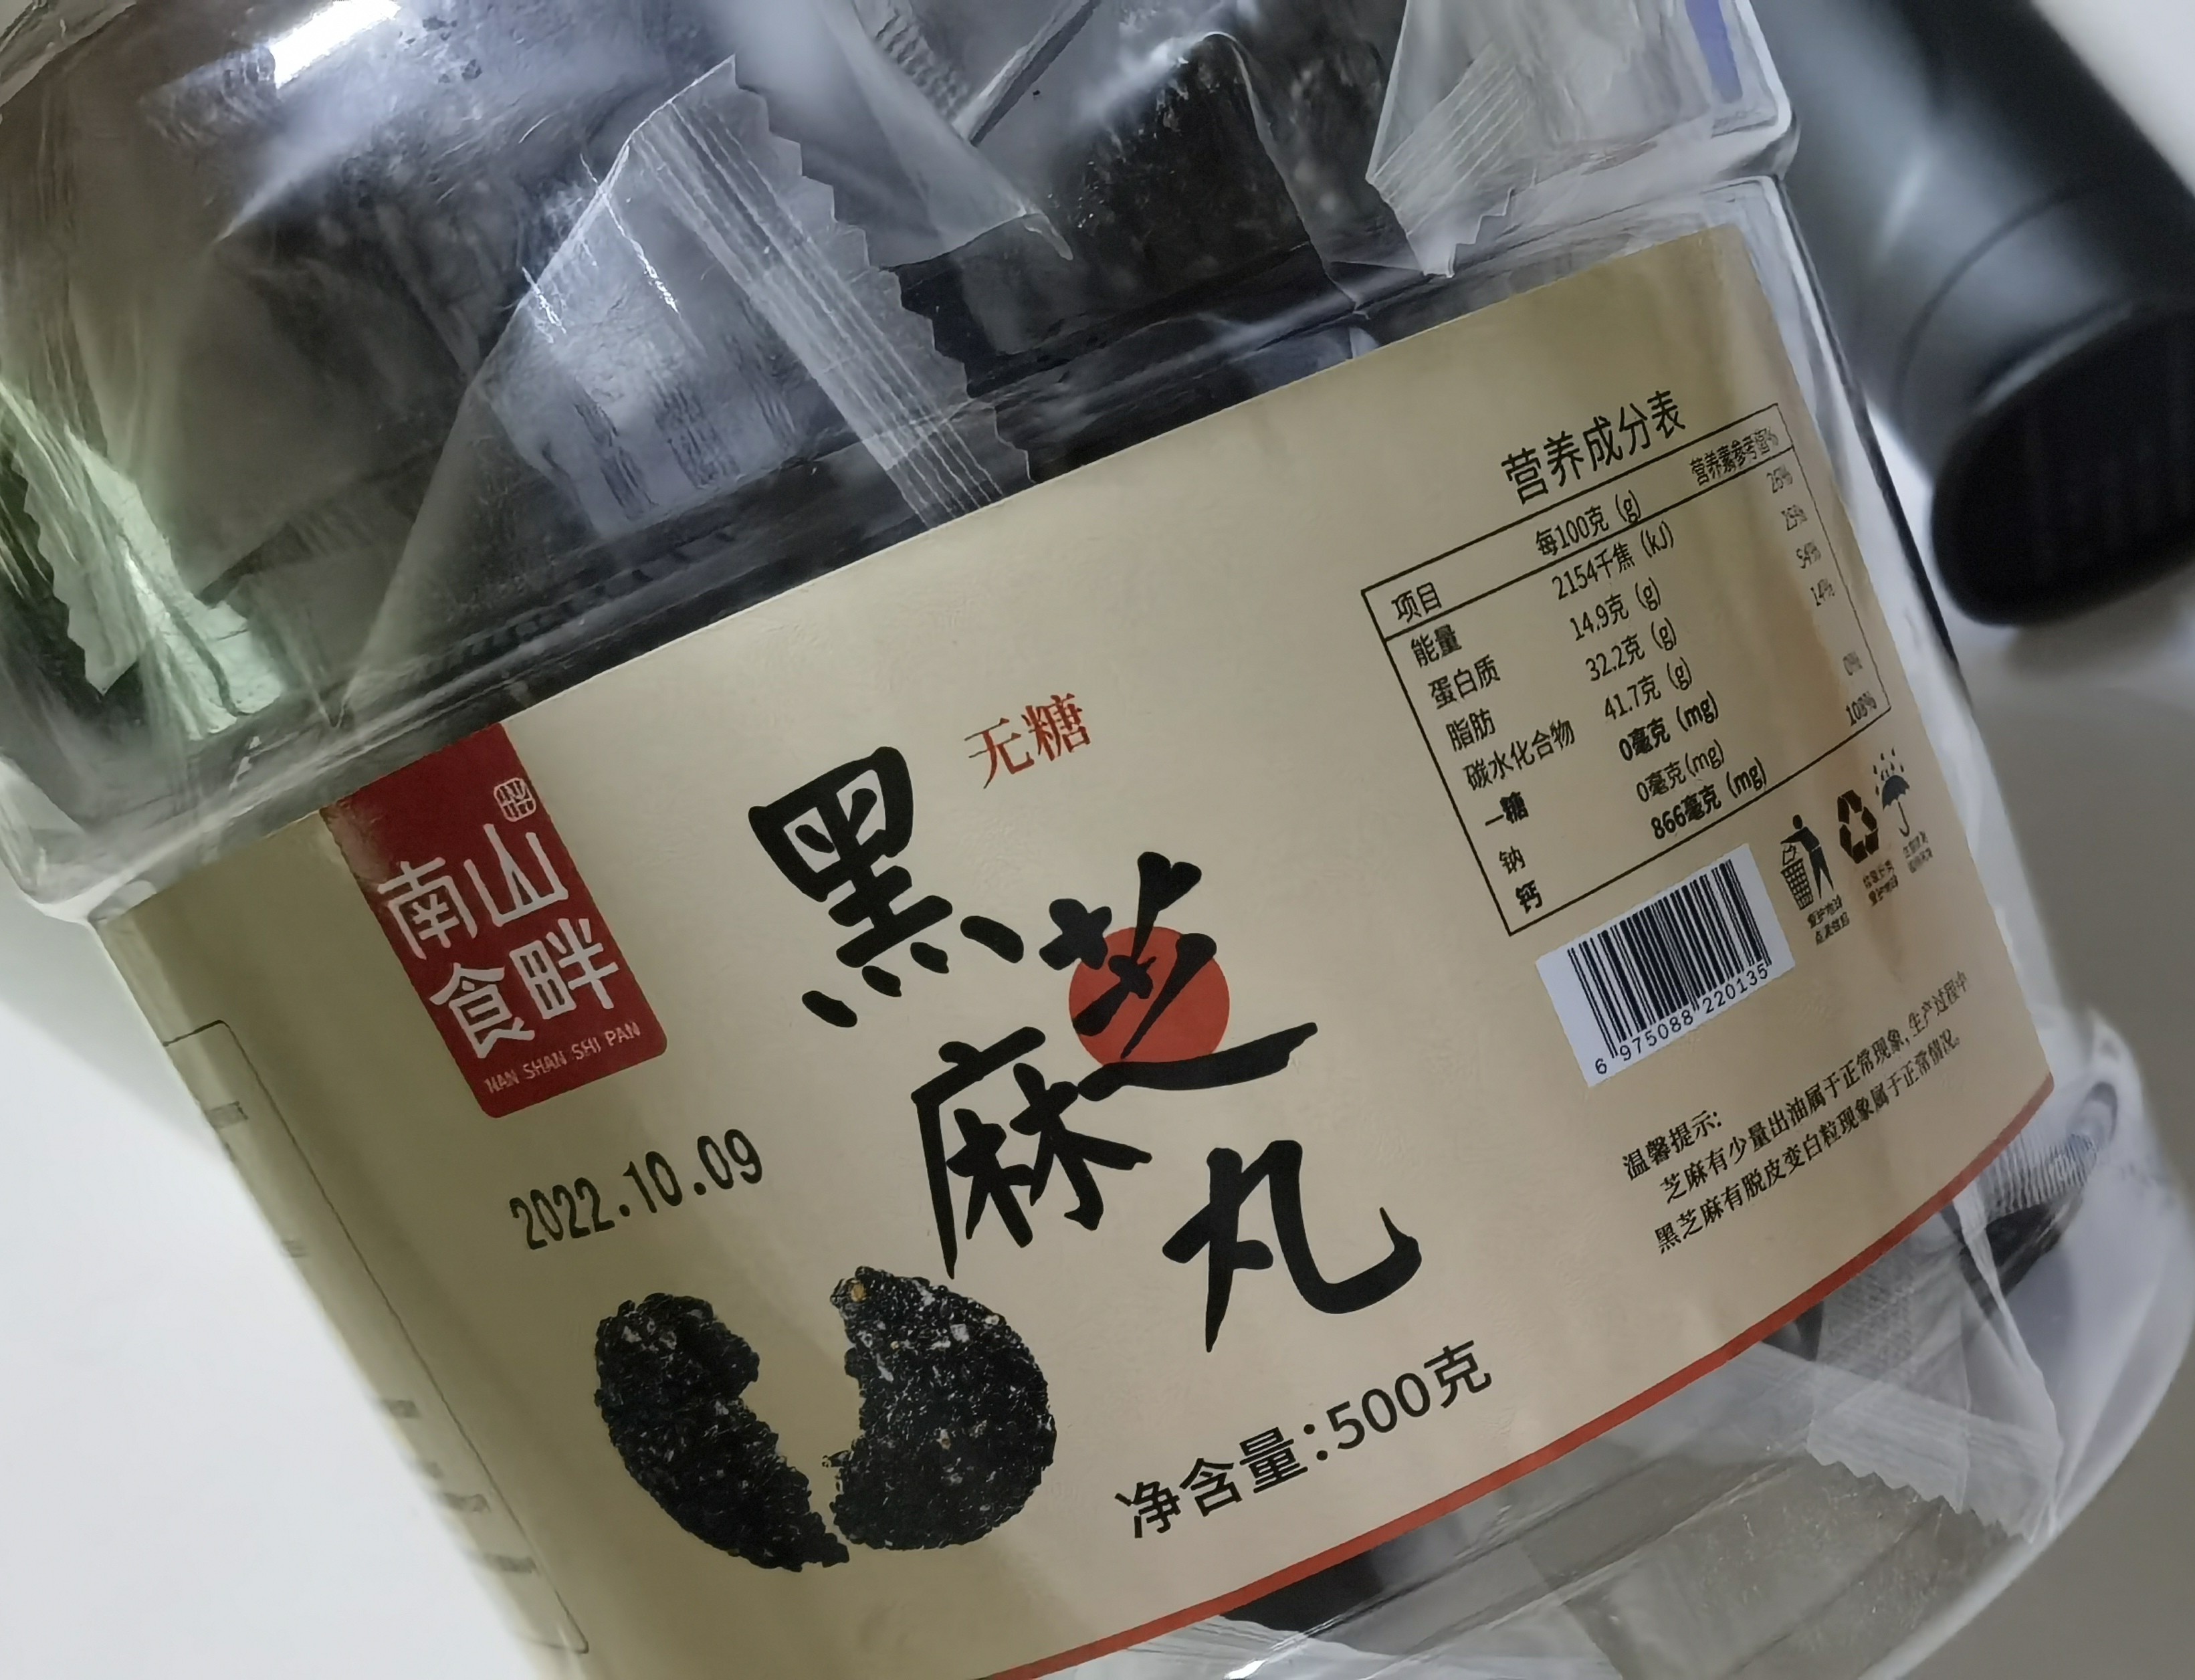 南山
食畔
NAN SHAN SHI PAN
2022.10.09
无糖
黑芝麻丸
净含量:500克
营养成分表
项目 每100克 (g) 营养素参考值%
能量 2154千焦 (kJ) 26%
蛋白质 14.9克 (g) 25%
脂肪 32.2克 (g) 54%
碳水化合物 41.7克 (g) 14%
一糖 0毫克 (mg)
钠 0毫克(mg) 0%
钙 866毫克 (mg) 108%
6 975088 220135
温馨提示:
芝麻有少量出油属于正常现象,生产过程中
黑芝麻有脱皮变白粒现象属于正常情况。